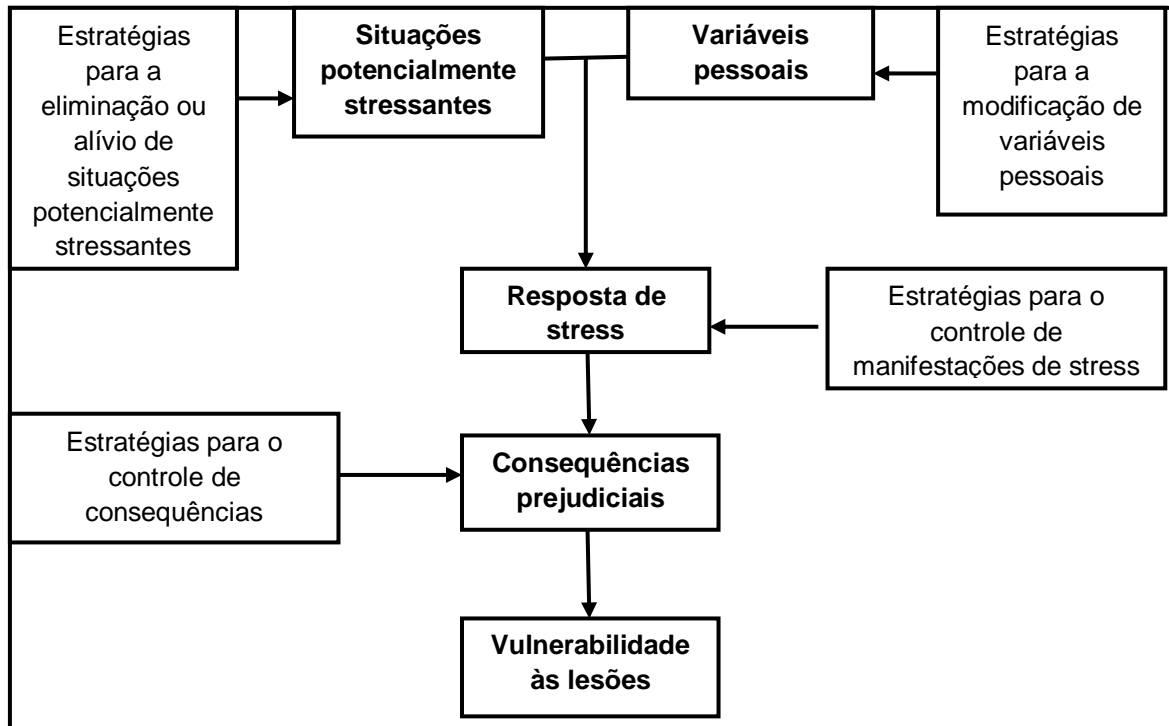 Estratégias
para a
eliminação ou
alívio de
situações
potencialmente
stressantes
Situações
potencialmente
stressantes
Variáveis
pessoais
Estratégias
para a
modificação de
variáveis
pessoais
Resposta de
stress
Estratégias para o
controle de
manifestações de stress
Estratégias para o
controle de
consequências
Consequências
prejudiciais
Vulnerabilidade
às lesões